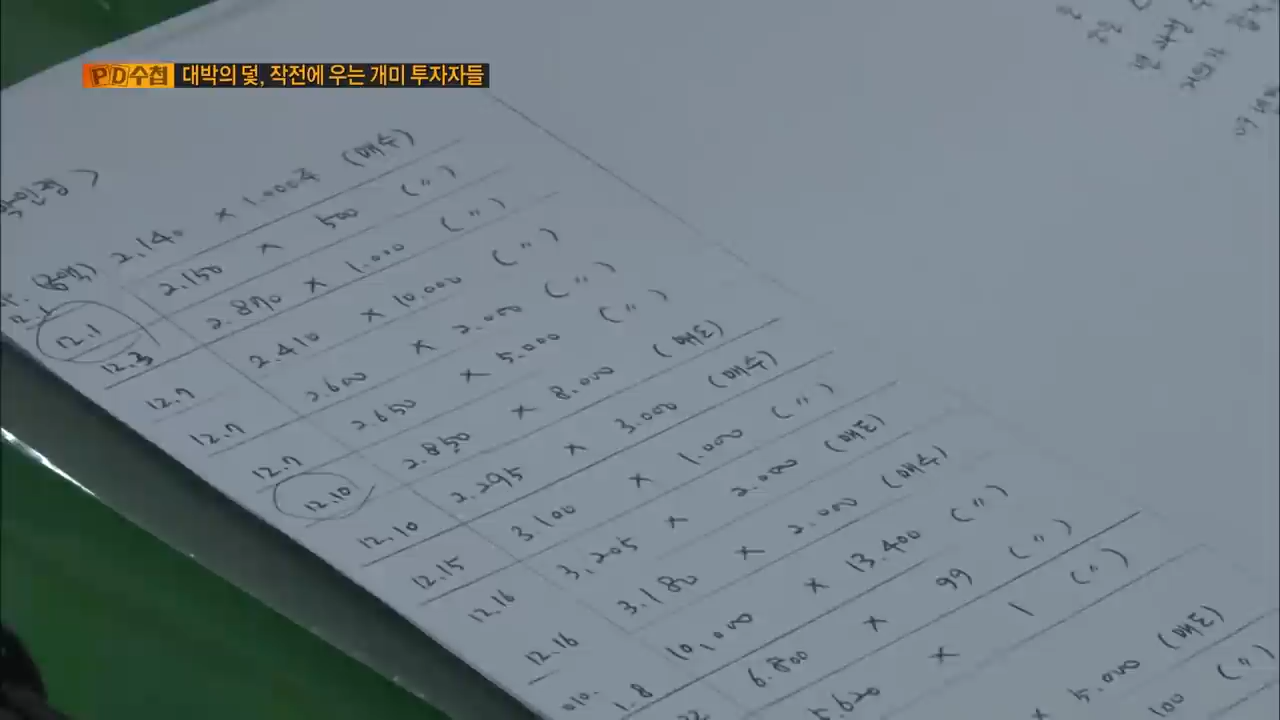 PD수첩 대박의 덫, 작전에 우는 개미 투자자들
2,140 × 1.000주 (매수)
12.1 2.150 × 500 (〃)
12.3 2.870 × 1.000 (〃)
12.7 2.410 × 10.000 (〃)
12.7 2.600 × 2.000 (〃)
12.7 2.650 × 5.000 (〃)
12.10 2.850 × 8.000 (매도)
12.10 2.295 × 3.000 (매수)
12.15 3100 × 1.000 (〃)
12.16 3,205 × 2.000 (매도)
12.16 3.180 × 2.000 (매수)
1.8 10,000 × 13.400 (〃)
6.800 × 99 (〃)
5.620 × 1 (〃)
× 5.000 (매도)
100 (〃)